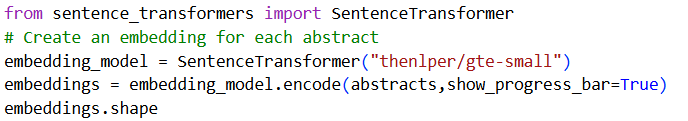 from sentence_transformers import SentenceTransformer
# Create an embedding for each abstract
embedding_model = SentenceTransformer("thenlper/gte-small")
embeddings = embedding_model.encode(abstracts,show_progress_bar=True)
embeddings.shape